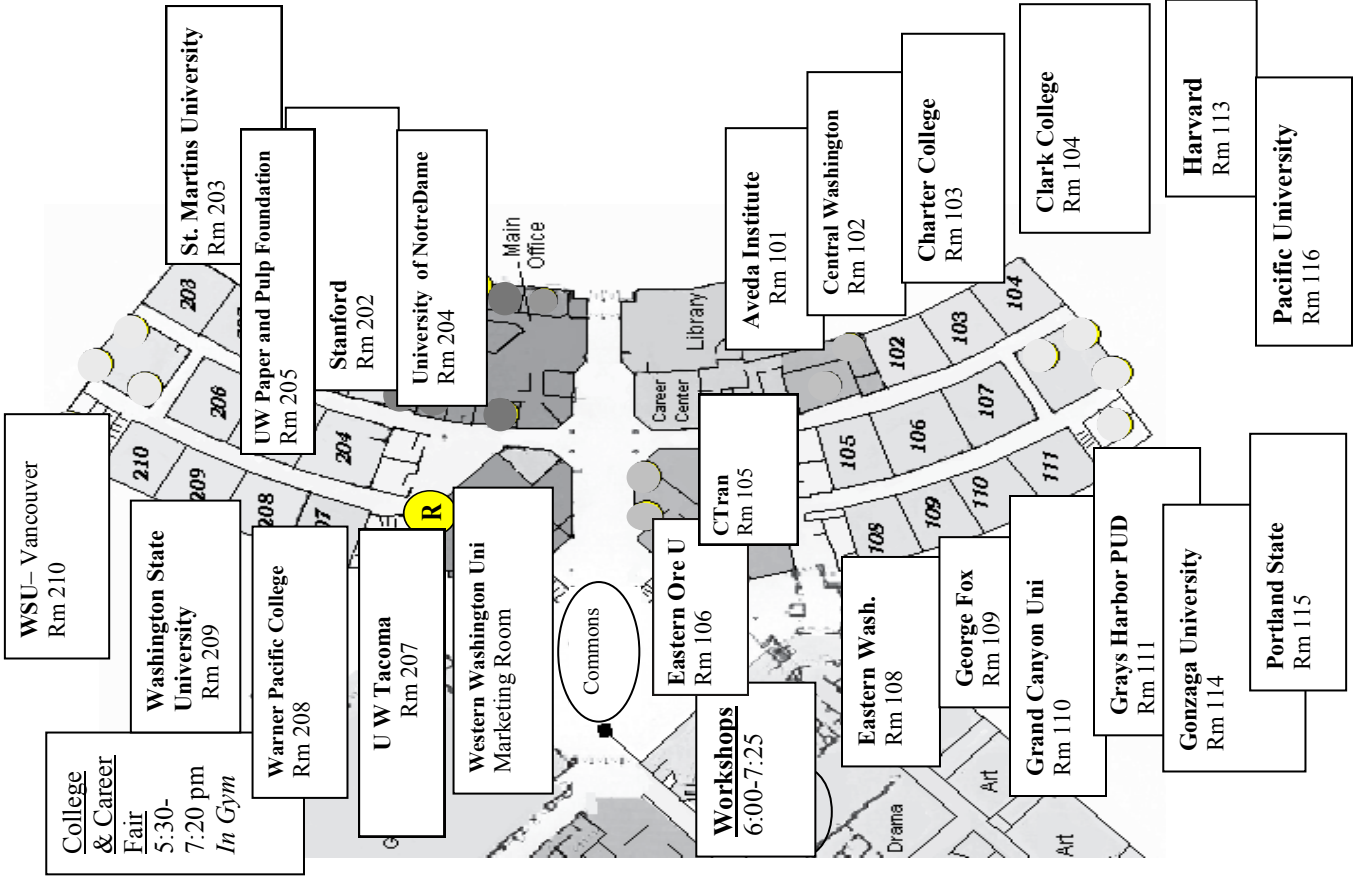 WSU– Vancouver
Rm 210
Washington State
University
Rm 209
College
& Career
Fair
5:30-
7:20 pm
In Gym
Warner Pacific College
Rm 208
U W Tacoma
Rm 207
Western Washington Uni
Marketing Room
St. Martins University
Rm 203
UW Paper and Pulp Foundation
Rm 205
Stanford
Rm 202
University of NotreDame
Rm 204
Main
Office
203
206
204
210
209
208
R
Commons
Library
Career
Center
Aveda Institute
Rm 101
Central Washington
Rm 102
Charter College
Rm 103
Clark College
Rm 104
Harvard
Rm 113
Pacific University
Rm 116
102
103
104
105
106
107
108
109
110
111
CTran
Rm 105
Eastern Ore U
Rm 106
Workshops
6:00-7:25
Eastern Wash.
Rm 108
George Fox
Rm 109
Grand Canyon Uni
Rm 110
Grays Harbor PUD
Rm 111
Gonzaga University
Rm 114
Portland State
Rm 115
Drama
Art
Art